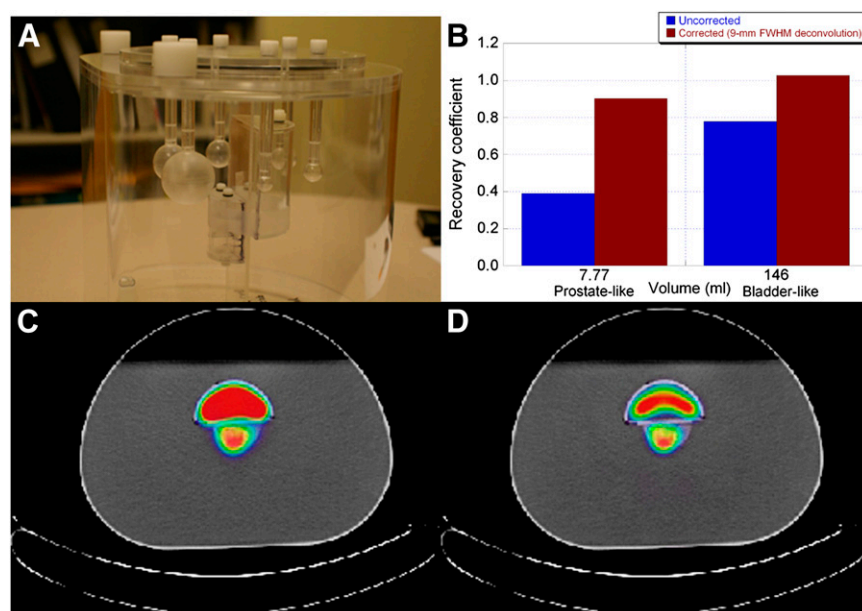 A
B
Uncorrected
Corrected (9-mm FWHM deconvolution)
Recovery coefficient
1.2
1.0
0.8
0.6
0.4
0.2
0.0
7.77
Volume (ml)
146
Prostate-like
Bladder-like
C
D